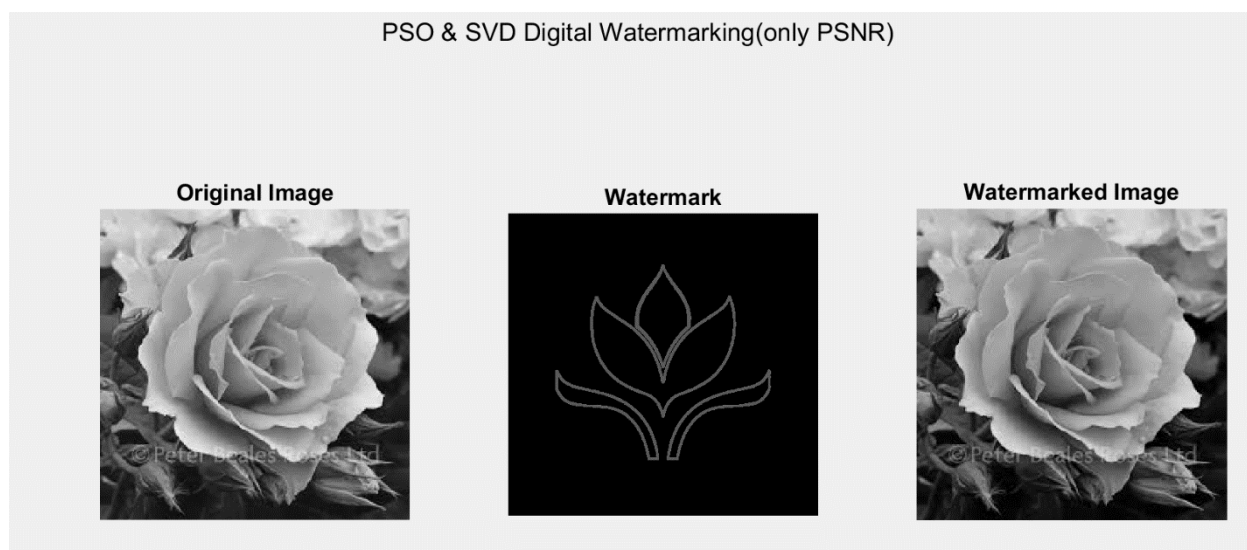 PSO & SVD Digital Watermarking(only PSNR)
Original Image
Watermark
Watermarked Image
©Peter Beales Roses Ltd
©Peter Beales Roses Ltd